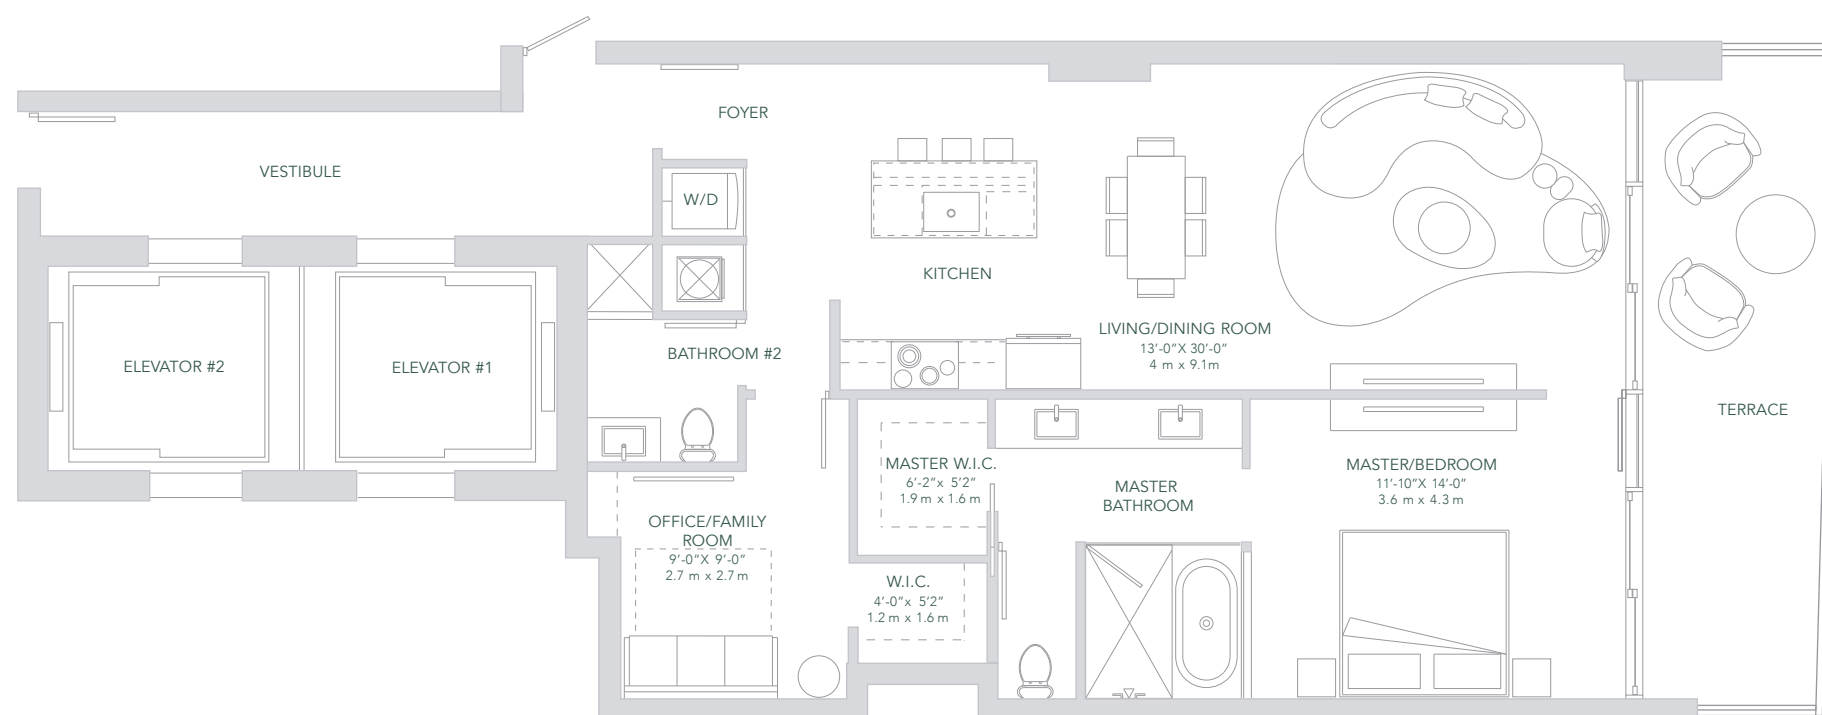 FOYER
VESTIBULE
W/D
KITCHEN
LIVING/DINING ROOM
13'-0"X 30'-0"
4 m x 9.1m
BATHROOM #2
ELEVATOR #2
ELEVATOR #1
TERRACE
MASTER W.I.C.
6'-2"x 5'2"
1.9 m x 1.6 m
MASTER/BEDROOM
11'-10"X 14'-0"
3.6 m x 4.3 m
MASTER
BATHROOM
OFFICE/FAMILY
ROOM
9'-0"X 9'-0"
2.7 m x 2.7 m
W.I.C.
4'-0"x 5'2"
1.2 m x 1.6 m